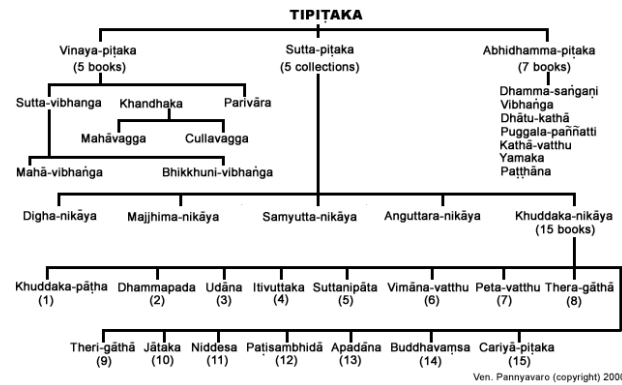 TIPIṬAKA
Vinaya-piṭaka
(5 books)
Sutta-piṭaka
(5 collections)
Abhidhamma-piṭaka
(7 books)
Sutta-vibhanga
Khandhaka
Parivāra
Mahāvagga
Cullavagga
Mahā-vibhaṅga
Bhikkhuni-vibhaṅga
Dhamma-saṅgaṇi
Vibhaṅga
Dhātu-kathā
Puggala-paññatti
Kathā-vatthu
Yamaka
Paṭṭhāna
Digha-nikāya
Majjhima-nikāya
Samyutta-nikāya
Anguttara-nikāya
Khuddaka-nikāya
(15 books)
Khuddaka-pāṭha
(1)
Dhammapada
(2)
Udāna
(3)
Itivuttaka
(4)
Suttanipāta
(5)
Vimāna-vatthu
(6)
Peta-vatthu
(7)
Thera-gāthā
(8)
Theri-gāthā
(9)
Jātaka
(10)
Niddesa
(11)
Paṭisambhidā
(12)
Apadāna
(13)
Buddhavaṃsa
(14)
Cariyā-piṭaka
(15)
Ven. Pannyavaro (copyright) 2000